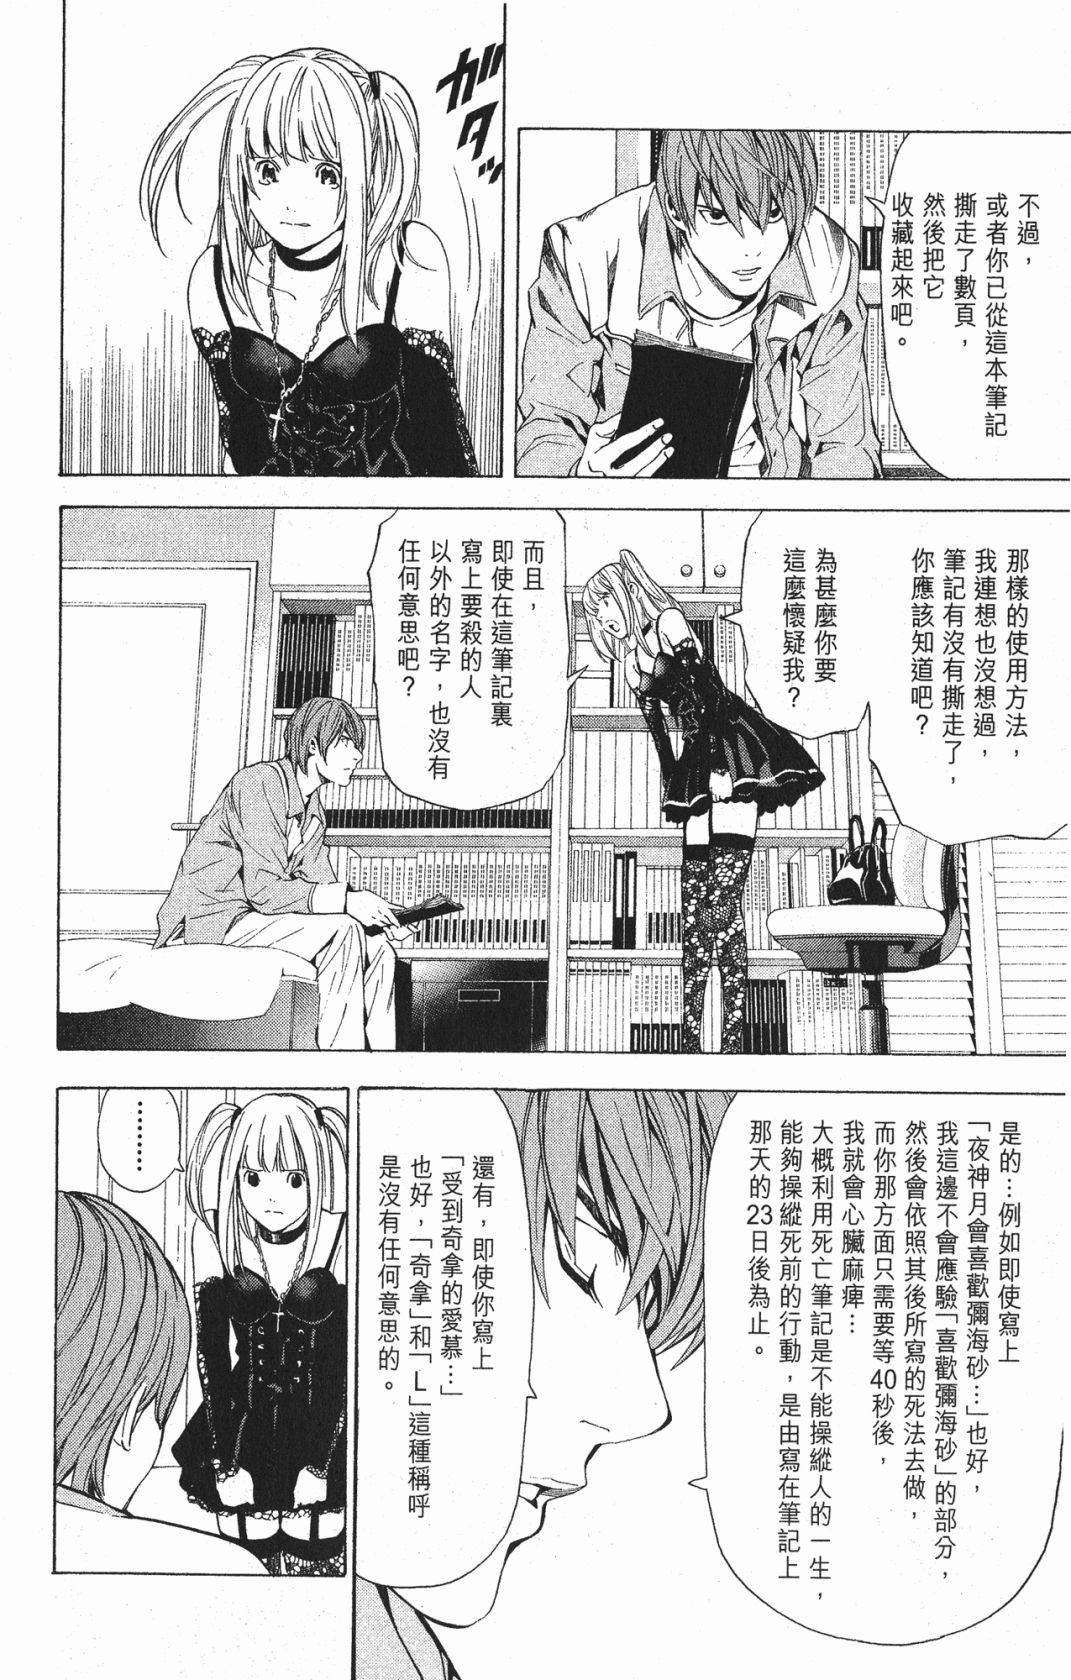 不過，
或者你已從這本筆記
撕走了數頁，
然後把它
收藏起來吧。
ガタッ
那樣的使用方法，
我連想也沒想過，
筆記有沒有撕走了，
你應該知道吧？
為甚麼你要
這麼懷疑我？
而且，
即使在這筆記裏
寫上要殺的人
以外的名字，也沒有
任何意思吧？
是的…例如即使寫上
「夜神月會喜歡彌海砂…」也好，
我這邊不會應驗「喜歡彌海砂」的部分，
然後會依照其後所寫的死法去做，
而你那方面只需要等40秒後，
我就會心臟麻痺…
大概利用死亡筆記是不能操縱人的一生，
能夠操縱死前的行動，是由寫在筆記上
那天的23日後為止。
還有，即使你寫上
「受到奇拿的愛慕…」
也好，「奇拿」和「L」這種稱呼
是沒有任何意思的。
………